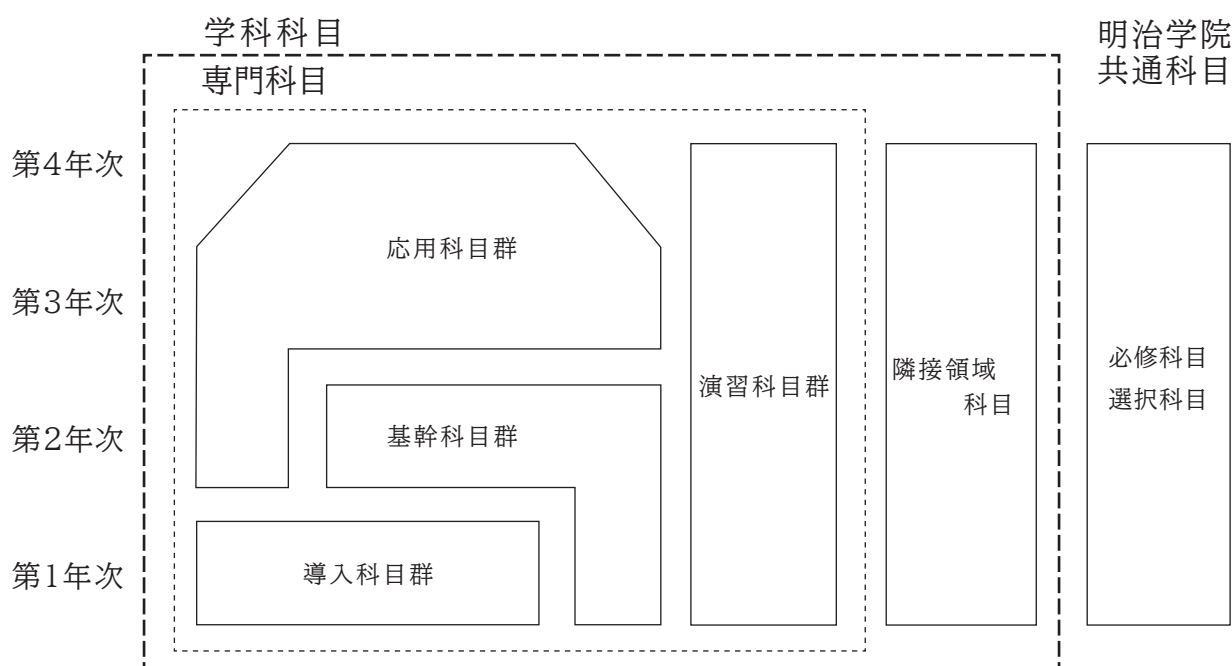 学科科目
明治学院
共通科目
専門科目
第4年次
応用科目群
第3年次
演習科目群
隣接領域
科目
必修科目
選択科目
第2年次
基幹科目群
第1年次
導入科目群